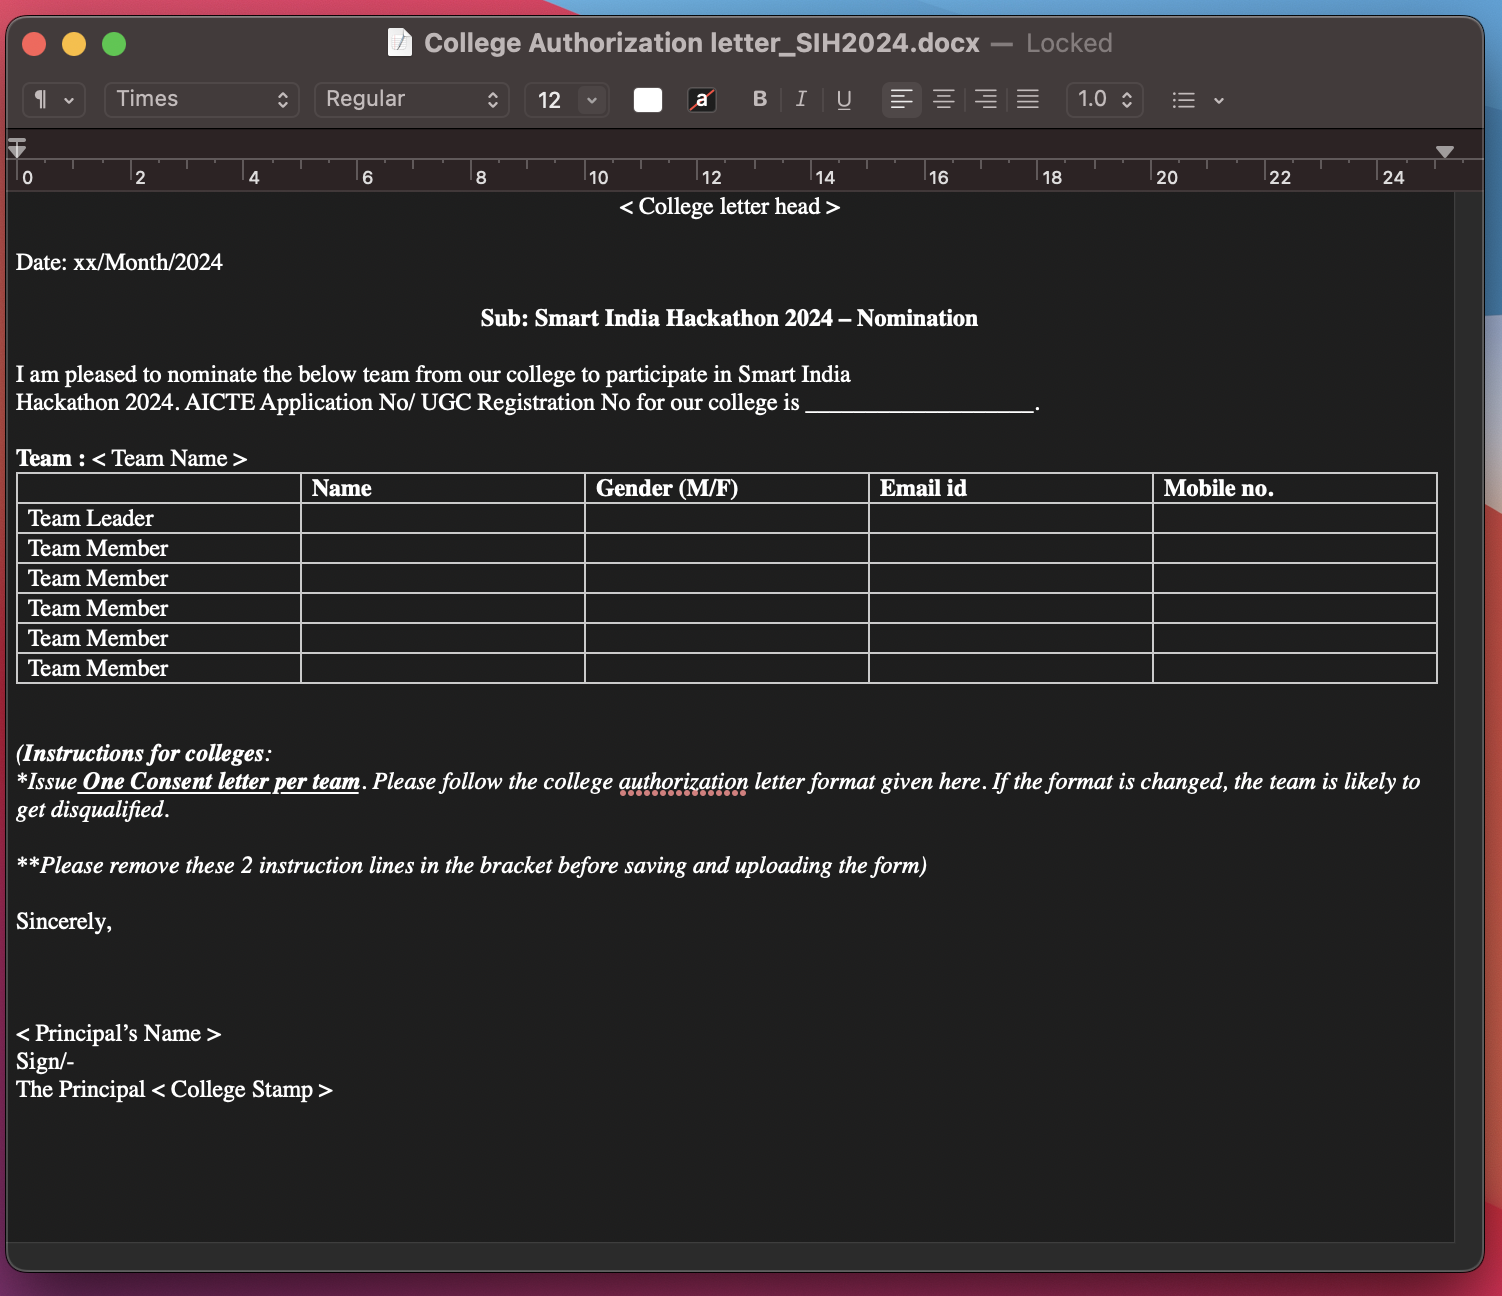 College Authorization letter_SIH2024.docx — Locked
¶ Times Regular 12 a B I U 1.0
0 2 4 6 8 10 12 14 16 18 20 22 24
< College letter head >
Date: xx/Month/2024
Sub: Smart India Hackathon 2024 – Nomination
I am pleased to nominate the below team from our college to participate in Smart India
Hackathon 2024. AICTE Application No/ UGC Registration No for our college is ___________________.
Team : < Team Name >
Name Gender (M/F) Email id Mobile no.
Team Leader
Team Member
Team Member
Team Member
Team Member
Team Member
(Instructions for colleges:
*Issue One Consent letter per team. Please follow the college authorization letter format given here. If the format is changed, the team is likely to
get disqualified.
**Please remove these 2 instruction lines in the bracket before saving and uploading the form)
Sincerely,
< Principal’s Name >
Sign/-
The Principal < College Stamp >